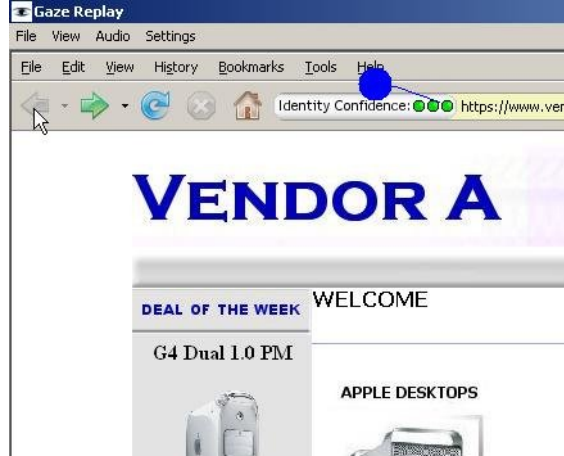 Gaze Replay
File View Audio Settings
File Edit View History Bookmarks Tools Help
Identity Confidence: https://www.ver
VENDOR A
DEAL OF THE WEEK
WELCOME
G4 Dual 1.0 PM
APPLE DESKTOPS